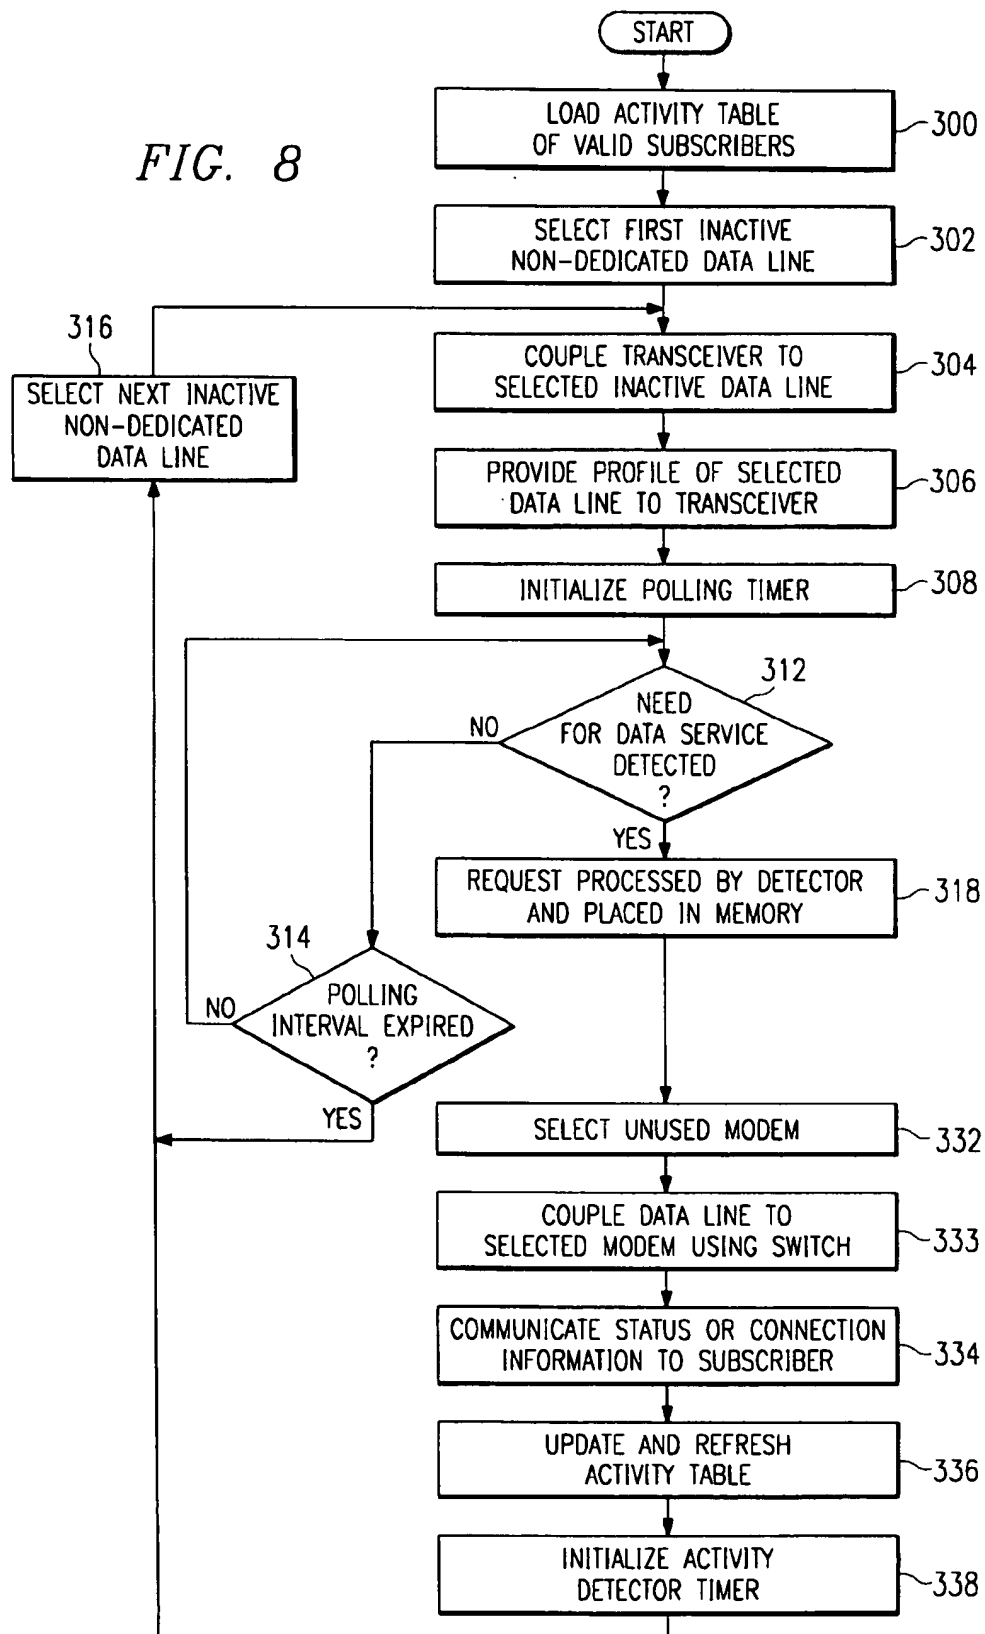 START
FIG. 8
LOAD ACTIVITY TABLE
OF VALID SUBSCRIBERS
300
SELECT FIRST INACTIVE
NON-DEDICATED DATA LINE
302
316
SELECT NEXT INACTIVE
NON-DEDICATED
DATA LINE
COUPLE TRANSCEIVER TO
SELECTED INACTIVE DATA LINE
304
PROVIDE PROFILE OF SELECTED
DATA LINE TO TRANSCEIVER
306
INITIALIZE POLLING TIMER
308
312
NEED
FOR DATA SERVICE
DETECTED
?
NO
YES
REQUEST PROCESSED BY DETECTOR
AND PLACED IN MEMORY
318
314
POLLING
INTERVAL EXPIRED
?
NO
YES
SELECT UNUSED MODEM
332
COUPLE DATA LINE TO
SELECTED MODEM USING SWITCH
333
COMMUNICATE STATUS OR CONNECTION
INFORMATION TO SUBSCRIBER
334
UPDATE AND REFRESH
ACTIVITY TABLE
336
INITIALIZE ACTIVITY
DETECTOR TIMER
338